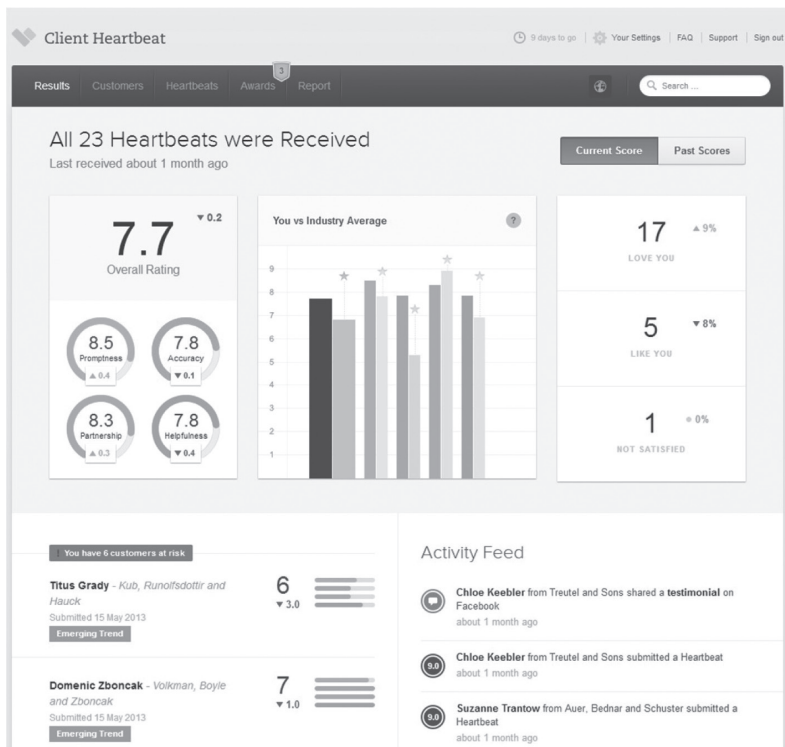 Client Heartbeat
9 days to go
Your Settings
FAQ
Support
Sign out
Results
Customers
Heartbeats
Awards
3
Report
Search ...
All 23 Heartbeats were Received
Last received about 1 month ago
Current Score
Past Scores
7.7
▼ 0.2
Overall Rating
8.5
Promptness
▲ 0.4
7.8
Accuracy
▼ 0.1
8.3
Partnership
▲ 0.3
7.8
Helpfulness
▼ 0.4
You vs Industry Average
?
9
8
7
6
5
4
3
2
1
17
▲ 9%
LOVE YOU
5
▼ 8%
LIKE YOU
1
0%
NOT SATISFIED
! You have 6 customers at risk
Titus Grady - Kub, Runolfsdottir and
Hauck
Submitted 15 May 2013
Emerging Trend
6
▼ 3.0
Domenic Zboncak - Volkman, Boyle
and Zboncak
Submitted 15 May 2013
Emerging Trend
7
▼ 1.0
Activity Feed
Chloe Keebler from Treutel and Sons shared a testimonial on
Facebook
about 1 month ago
9.0
Chloe Keebler from Treutel and Sons submitted a Heartbeat
about 1 month ago
9.0
Suzanne Trantow from Auer, Bednar and Schuster submitted a
Heartbeat
about 1 month ago